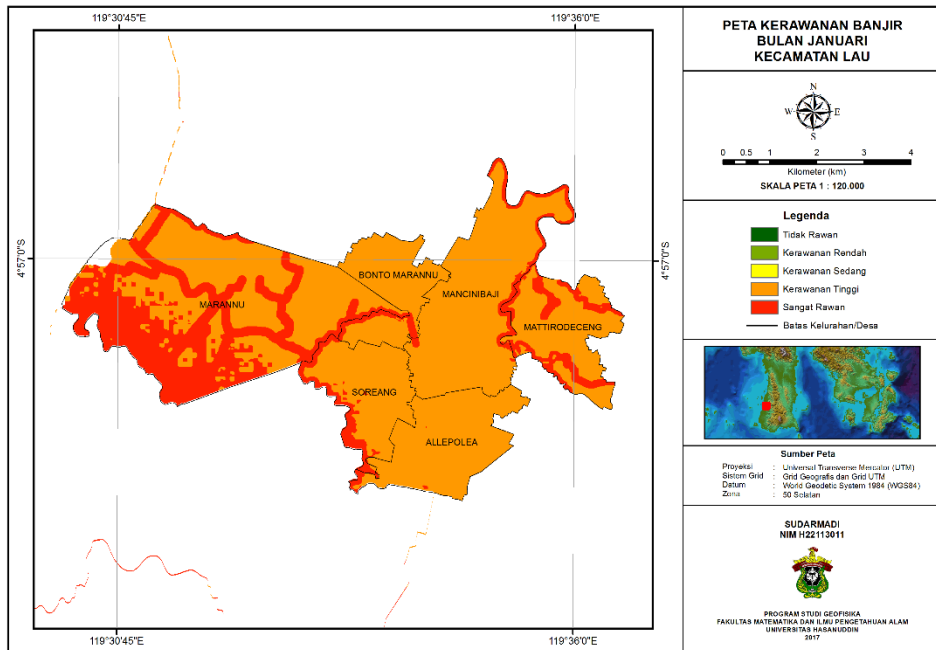 119°30'45"E
119°36'0"E
4°57'0"S
4°57'0"S
BONTO MARANNU
MANCINIBAJI
MARANNU
MATTIRODECENG
SOREANG
ALLEPOLEA
119°30'45"E
119°36'0"E
PETA KERAWANAN BANJIR
BULAN JANUARI
KECAMATAN LAU
N
W E
S
0 0.5 1 2 3 4
Kilometer (km)
SKALA PETA 1 : 120.000
Legenda
Tidak Rawan
Kerawanan Rendah
Kerawanan Sedang
Kerawanan Tinggi
Sangat Rawan
Batas Kelurahan/Desa
Sumber Peta
Proyeksi : Universal Transverse Mercator (UTM)
Sistem Grid : Grid Geografis dan Grid UTM
Datum : World Geodetic System 1984 (WGS84)
Zona : 50 Selatan
SUDARMADI
NIM H22113011
PROGRAM STUDI GEOFISIKA
FAKULTAS MATEMATIKA DAN ILMU PENGETAHUAN ALAM
UNIVERSITAS HASANUDDIN
2017